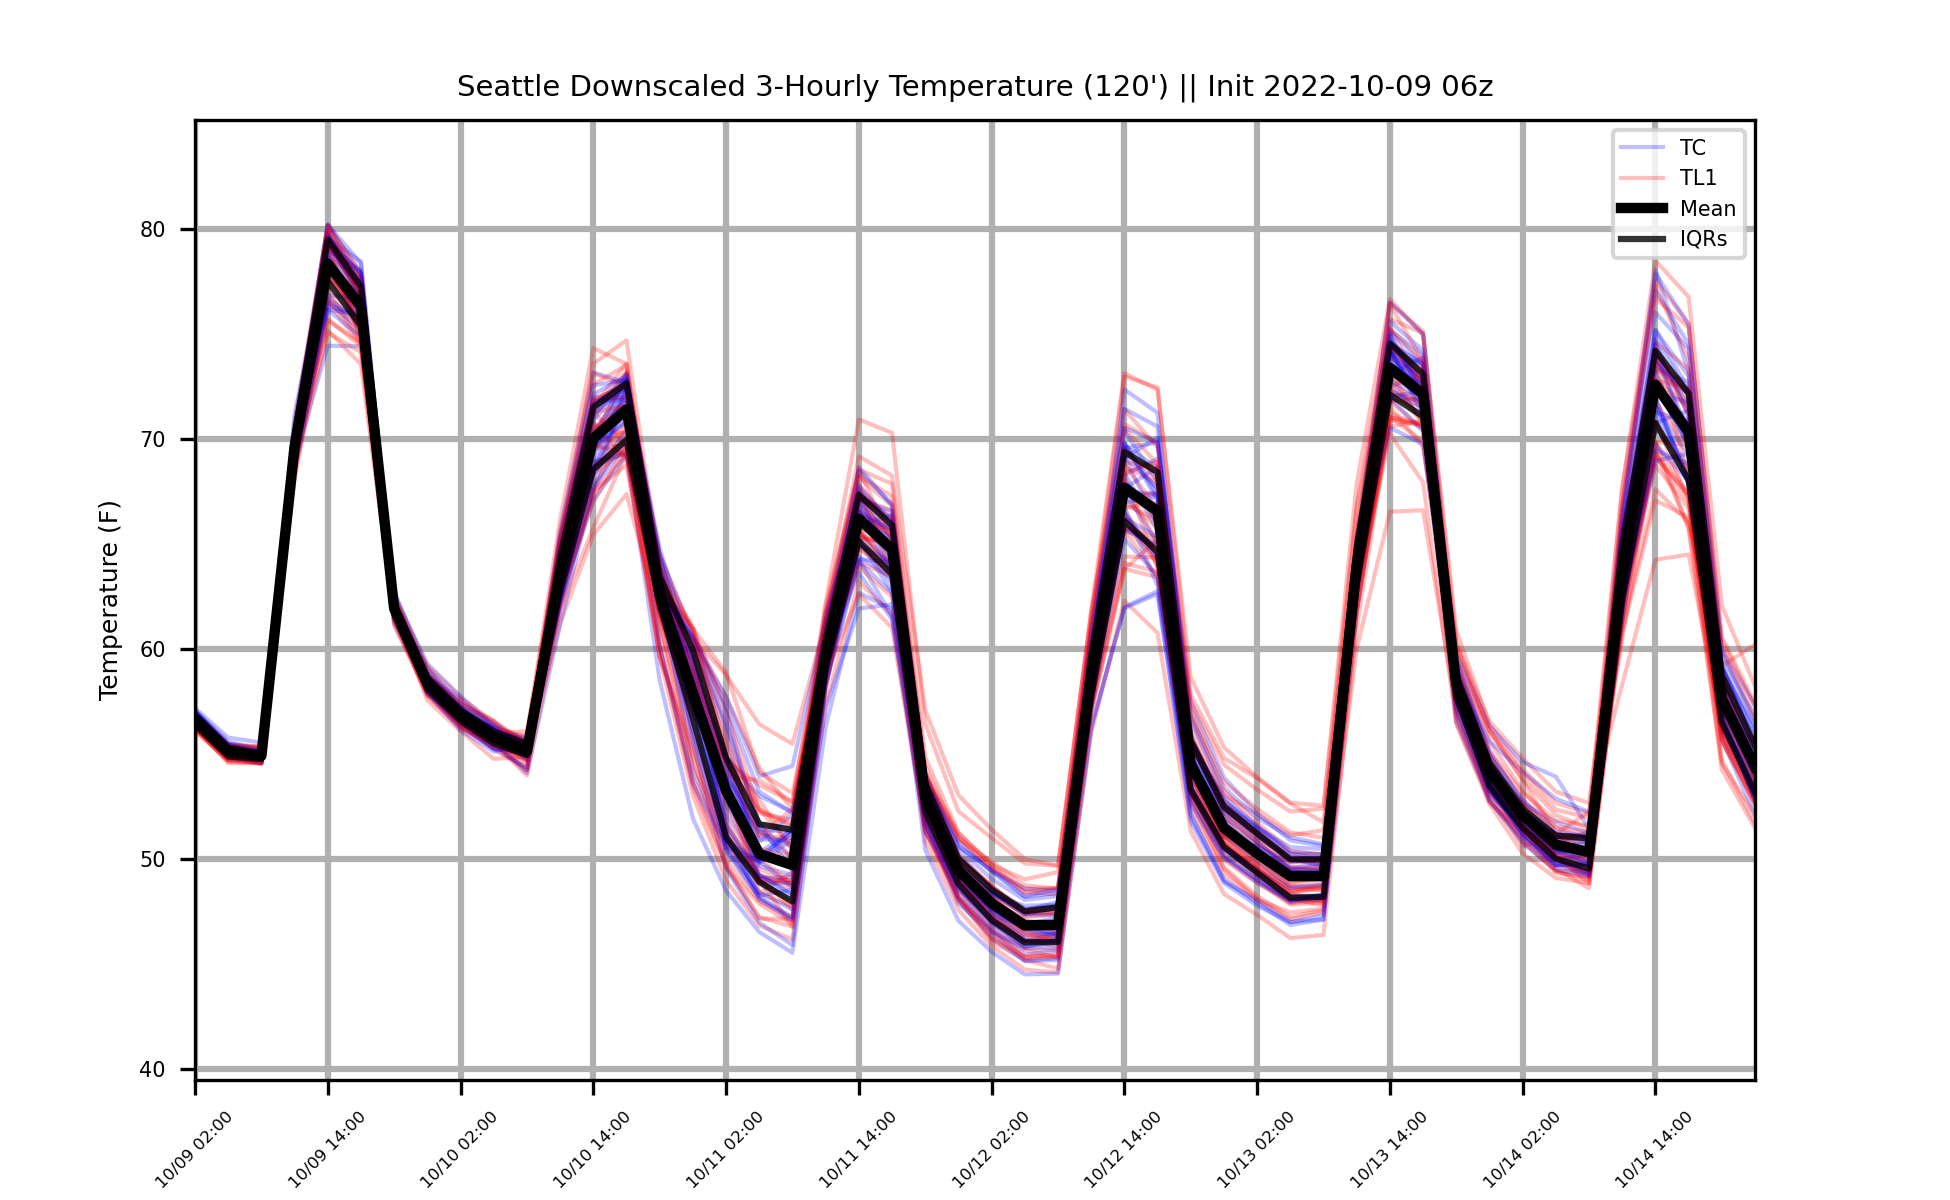 Seattle Downscaled 3-Hourly Temperature (120') || Init 2022-10-09 06z
TC
TL1
Mean
IQRs
Temperature (F)
80
70
60
50
40
10/09 02:00
10/09 14:00
10/10 02:00
10/10 14:00
10/11 02:00
10/11 14:00
10/12 02:00
10/12 14:00
10/13 02:00
10/13 14:00
10/14 02:00
10/14 14:00